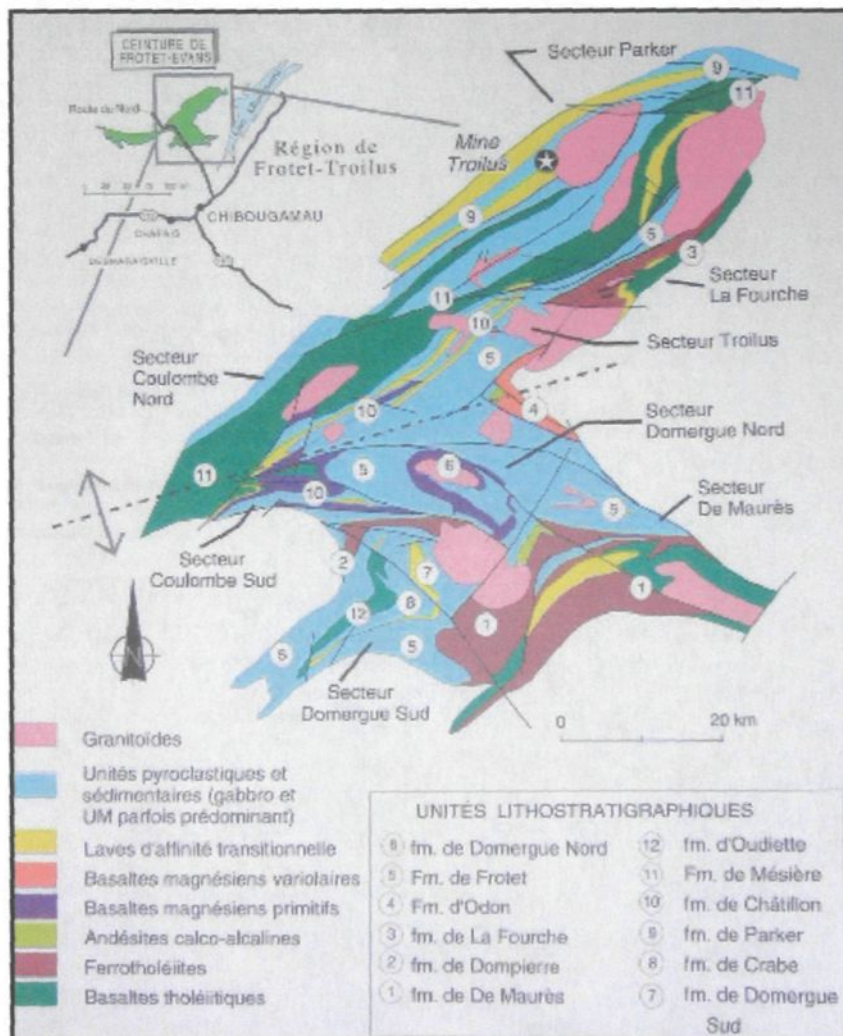 CEINTURE DE
FROTET-EVANS
Route du Nord
Région de
Frotet-Troilus
CHIBOUGAMAU
CHAPAIS
Secteur Parker
9
11
Mine
Troilus
9
5
3
Secteur
La Fourche
11
10
Secteur Troilus
5
Secteur
Coulombe
Nord
10
4
Secteur
Domergue Nord
11
5
6
10
5
Secteur
De Maurès
Secteur
Coulombe Sud
2
7
1
12
8
1
6
5
N
Secteur
Domergue Sud
0 20 km
Granitoïdes
Unités pyroclastiques et
sédimentaires (gabbro et
UM parfois prédominant)
Laves d'affinité transitionnelle
Basaltes magnésiens variolaires
Basaltes magnésiens primitifs
Andésites calco-alcalines
Ferrotholéiites
Basaltes tholéiitiques
UNITÉS LITHOSTRATIGRAPHIQUES
6 fm. de Domergue Nord
5 Fm. de Frotet
4 Fm. d'Odon
3 fm. de La Fourche
2 fm. de Dompierre
1 fm. de De Maurès
12 fm. d'Oudiette
11 Fm. de Mésière
10 fm. de Châtillon
9 fm. de Parker
8 fm. de Crabe
7 fm. de Domergue
Sud